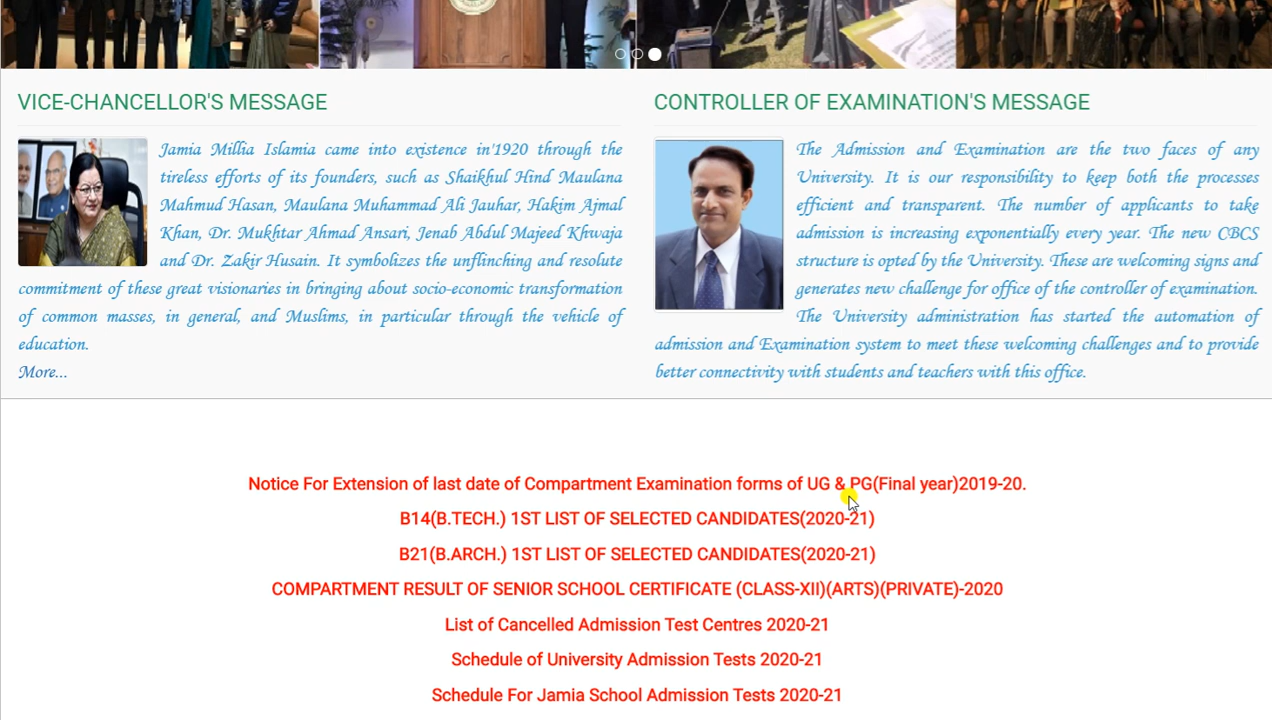 VICE-CHANCELLOR'S MESSAGE
Jamia Millia Islamia came into existence in'1920 through the
tireless efforts of its founders, such as Shaikhul Hind Maulana
Mahmud Hasan, Maulana Muhammad Ali Jauhar, Hakim Ajmal
Khan, Dr. Mukhtar Ahmad Ansari, Jenab Abdul Majeed Khwaja
and Dr. Zakir Husain. It symbolizes the unflinching and resolute
commitment of these great visionaries in bringing about socio-economic transformation
of common masses, in general, and Muslims, in particular through the vehicle of
education.
More...
CONTROLLER OF EXAMINATION'S MESSAGE
The Admission and Examination are the two faces of any
University. It is our responsibility to keep both the processes
efficient and transparent. The number of applicants to take
admission is increasing exponentially every year. The new CBCS
structure is opted by the University. These are welcoming signs and
generates new challenge for office of the controller of examination.
The University administration has started the automation of
admission and Examination system to meet these welcoming challenges and to provide
better connectivity with students and teachers with this office.
Notice For Extension of last date of Compartment Examination forms of UG & PG(Final year)2019-20.
B14(B.TECH.) 1ST LIST OF SELECTED CANDIDATES(2020-21)
B21(B.ARCH.) 1ST LIST OF SELECTED CANDIDATES(2020-21)
COMPARTMENT RESULT OF SENIOR SCHOOL CERTIFICATE (CLASS-XII)(ARTS)(PRIVATE)-2020
List of Cancelled Admission Test Centres 2020-21
Schedule of University Admission Tests 2020-21
Schedule For Jamia School Admission Tests 2020-21